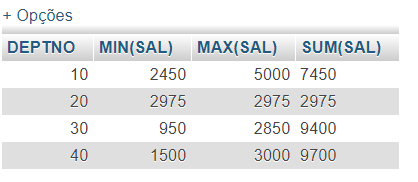 + Opções
DEPTNO MIN(SAL) MAX(SAL) SUM(SAL)
10 2450 5000 7450
20 2975 2975 2975
30 950 2850 9400
40 1500 3000 9700